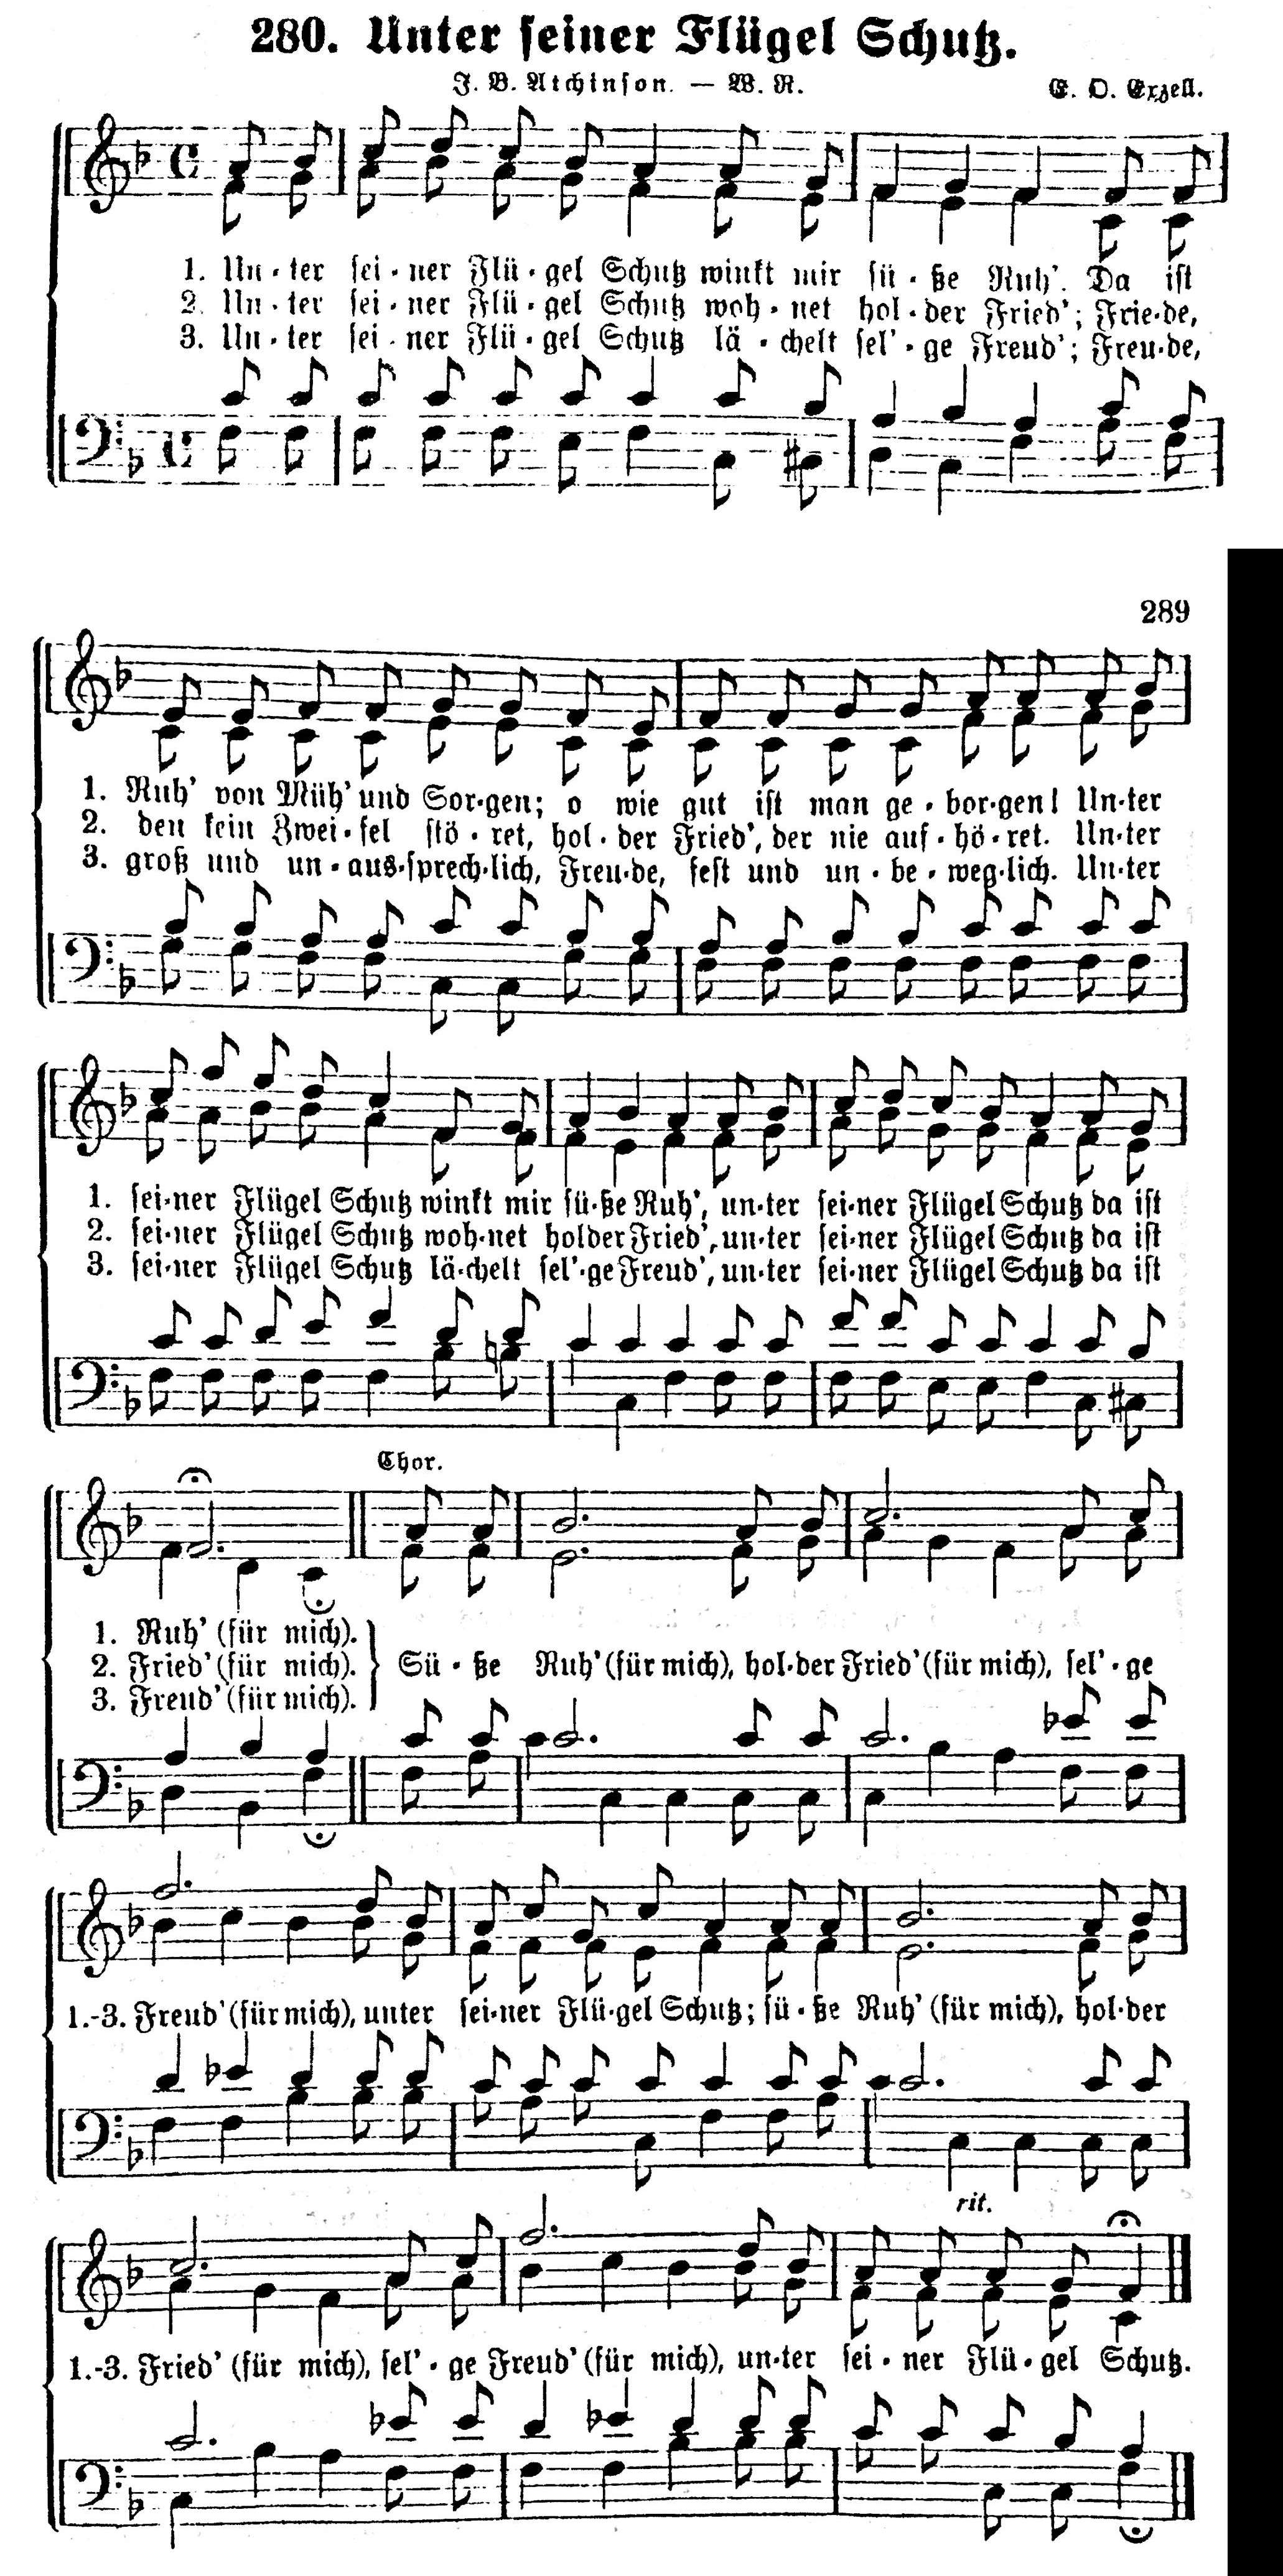 280. Unter seiner Flügel Schutz.
J. B. Atchinson. — W. R.
E. O. Exzell.
1. Un-ter sei-ner Flü-gel Schutz winkt mir sü-ße Ruh'. Da ist
2. Un-ter sei-ner Flü-gel Schutz woh-net hol-der Fried'; Frie-de,
3. Un-ter sei-ner Flü-gel Schutz lä-chelt sel'-ge Freud'; Freu-de,
289
1. Ruh' von Müh' und Sor-gen; o wie gut ist man ge-bor-gen! Un-ter
2. den kein Zwei-fel stö-ret, hol-der Fried', der nie auf-hö-ret. Un-ter
3. groß und un-aus-sprech-lich, Freu-de, fest und un-be-weg-lich. Un-ter
1. sei-ner Flügel Schutz winkt mir sü-ße Ruh', un-ter sei-ner Flügel Schutz da ist
2. sei-ner Flügel Schutz woh-net holder Fried', un-ter sei-ner Flügel Schutz da ist
3. sei-ner Flügel Schutz lä-chelt sel'-ge Freud', un-ter sei-ner Flügel Schutz da ist
Chor.
1. Ruh' (für mich).
2. Fried' (für mich). Sü-ße Ruh' (für mich), hol-der Fried' (für mich), sel'-ge
3. Freud' (für mich).
1.-3. Freud' (für mich), unter sei-ner Flü-gel Schutz; sü-ße Ruh' (für mich), hol-der
rit.
1.-3. Fried' (für mich), sel'-ge Freud' (für mich), un-ter sei-ner Flü-gel Schutz.